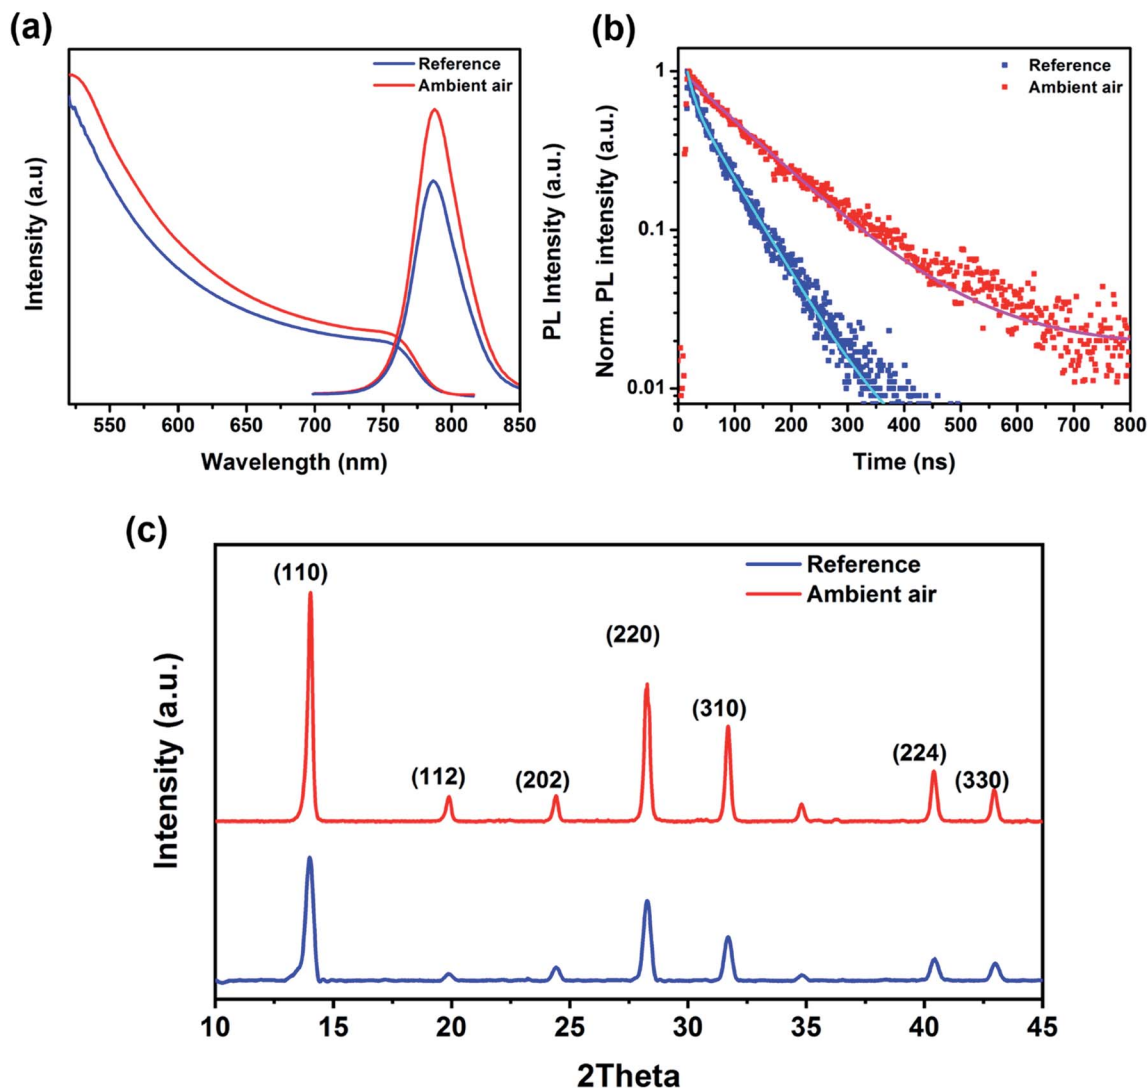 (a)
Reference
Ambient air
Intensity (a.u)
PL Intensity (a.u.)
550 600 650 700 750 800 850
Wavelength (nm)
(b)
Reference
Ambient air
Norm. PL intensity (a.u.)
1
0.1
0.01
0 100 200 300 400 500 600 700 800
Time (ns)
(c)
Reference
Ambient air
(110)
(112)
(202)
(220)
(310)
(224)
(330)
Intensity (a.u.)
10 15 20 25 30 35 40 45
2Theta